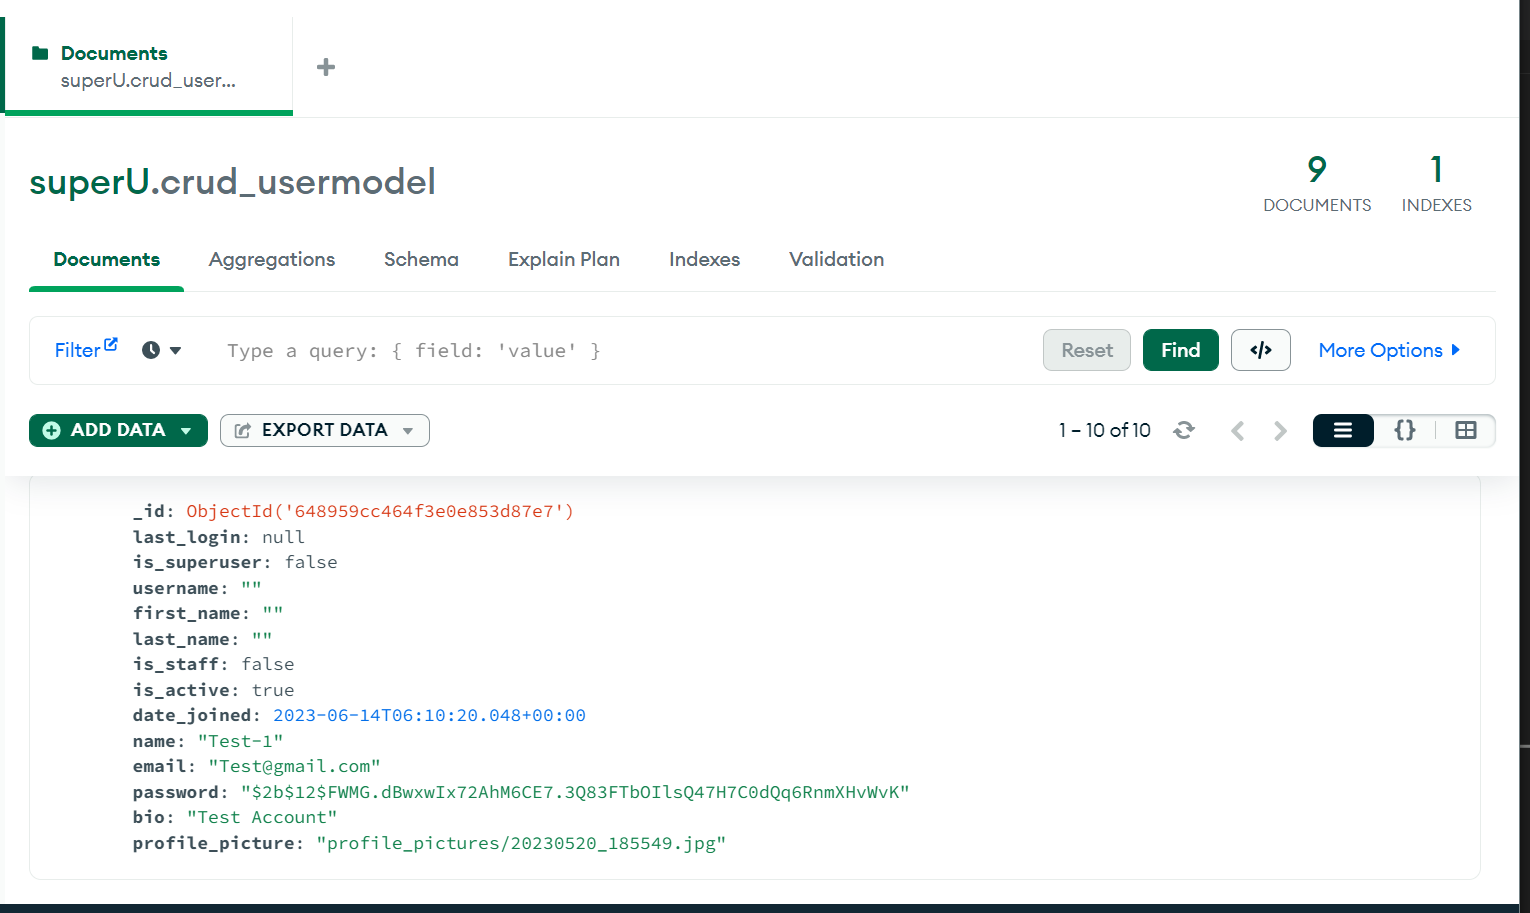 Documents
superU.crud_user...
superU.crud_usermodel
9
DOCUMENTS
1
INDEXES
Documents Aggregations Schema Explain Plan Indexes Validation
Filter Type a query: { field: 'value' } Reset Find </> More Options
ADD DATA EXPORT DATA 1 – 10 of 10 {}
_id: ObjectId('648959cc464f3e0e853d87e7')
last_login: null
is_superuser: false
username: ""
first_name: ""
last_name: ""
is_staff: false
is_active: true
date_joined: 2023-06-14T06:10:20.048+00:00
name: "Test-1"
email: "Test@gmail.com"
password: "$2b$12$FWMG.dBwxwIx72AhM6CE7.3Q83FTbOIlsQ47H7C0dQq6RnmXHvWvK"
bio: "Test Account"
profile_picture: "profile_pictures/20230520_185549.jpg"